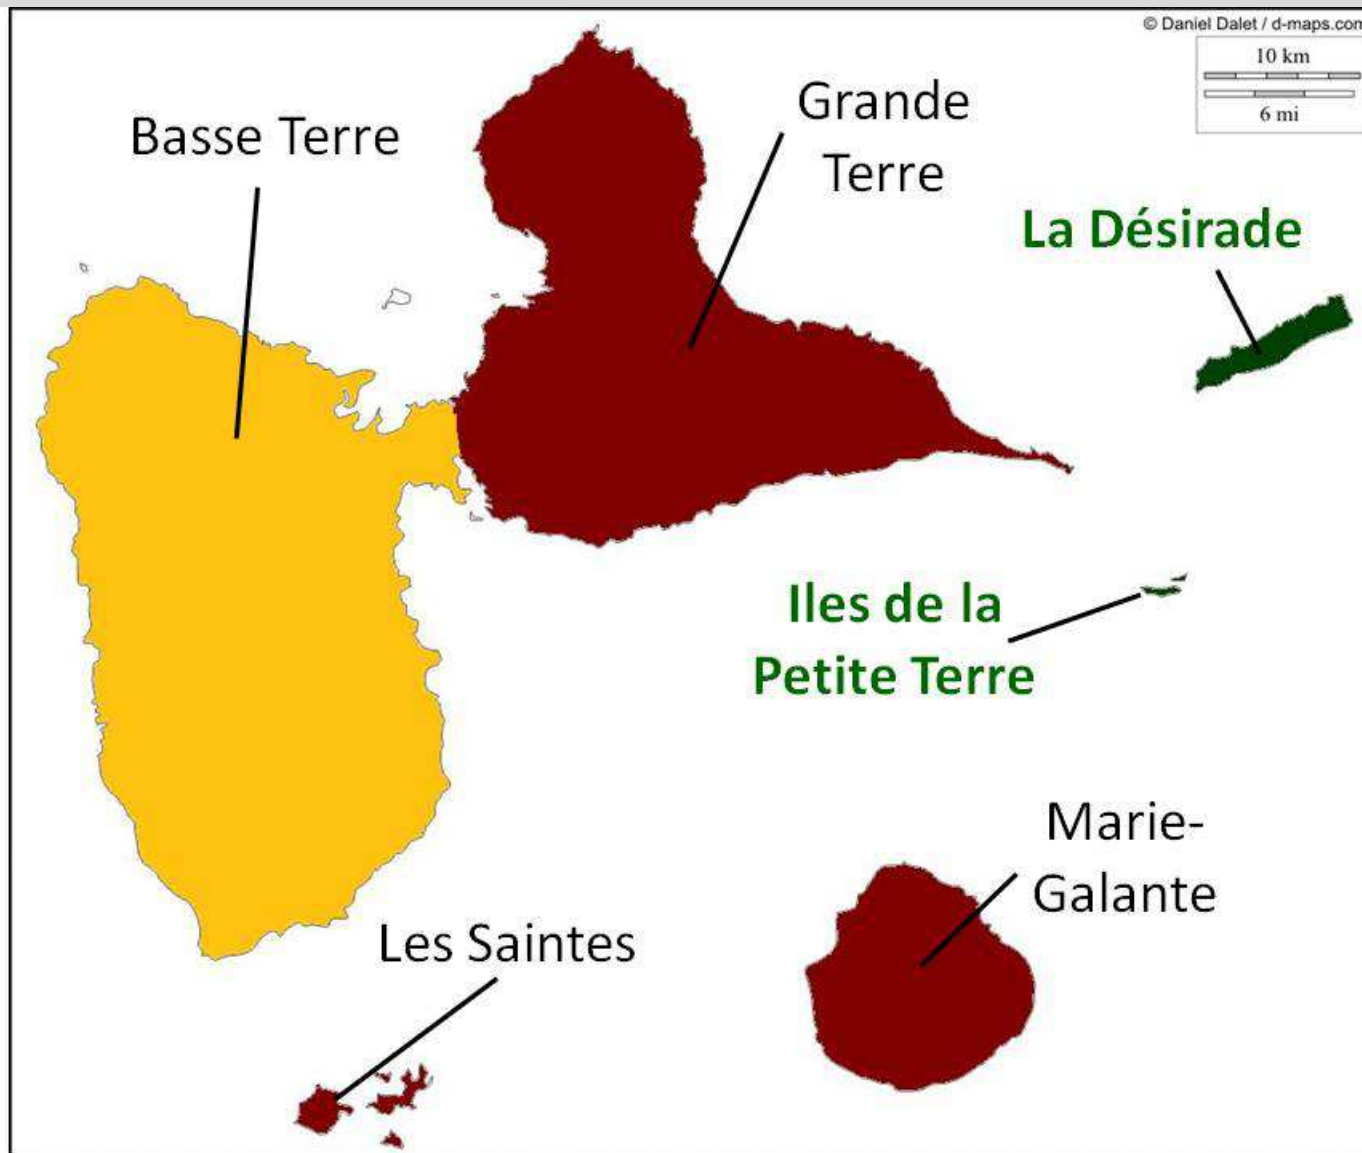 © Daniel Dalet / d-maps.com
10 km
6 mi
Basse Terre
Grande
Terre
La Désirade
Iles de la
Petite Terre
Marie-
Galante
Les Saintes